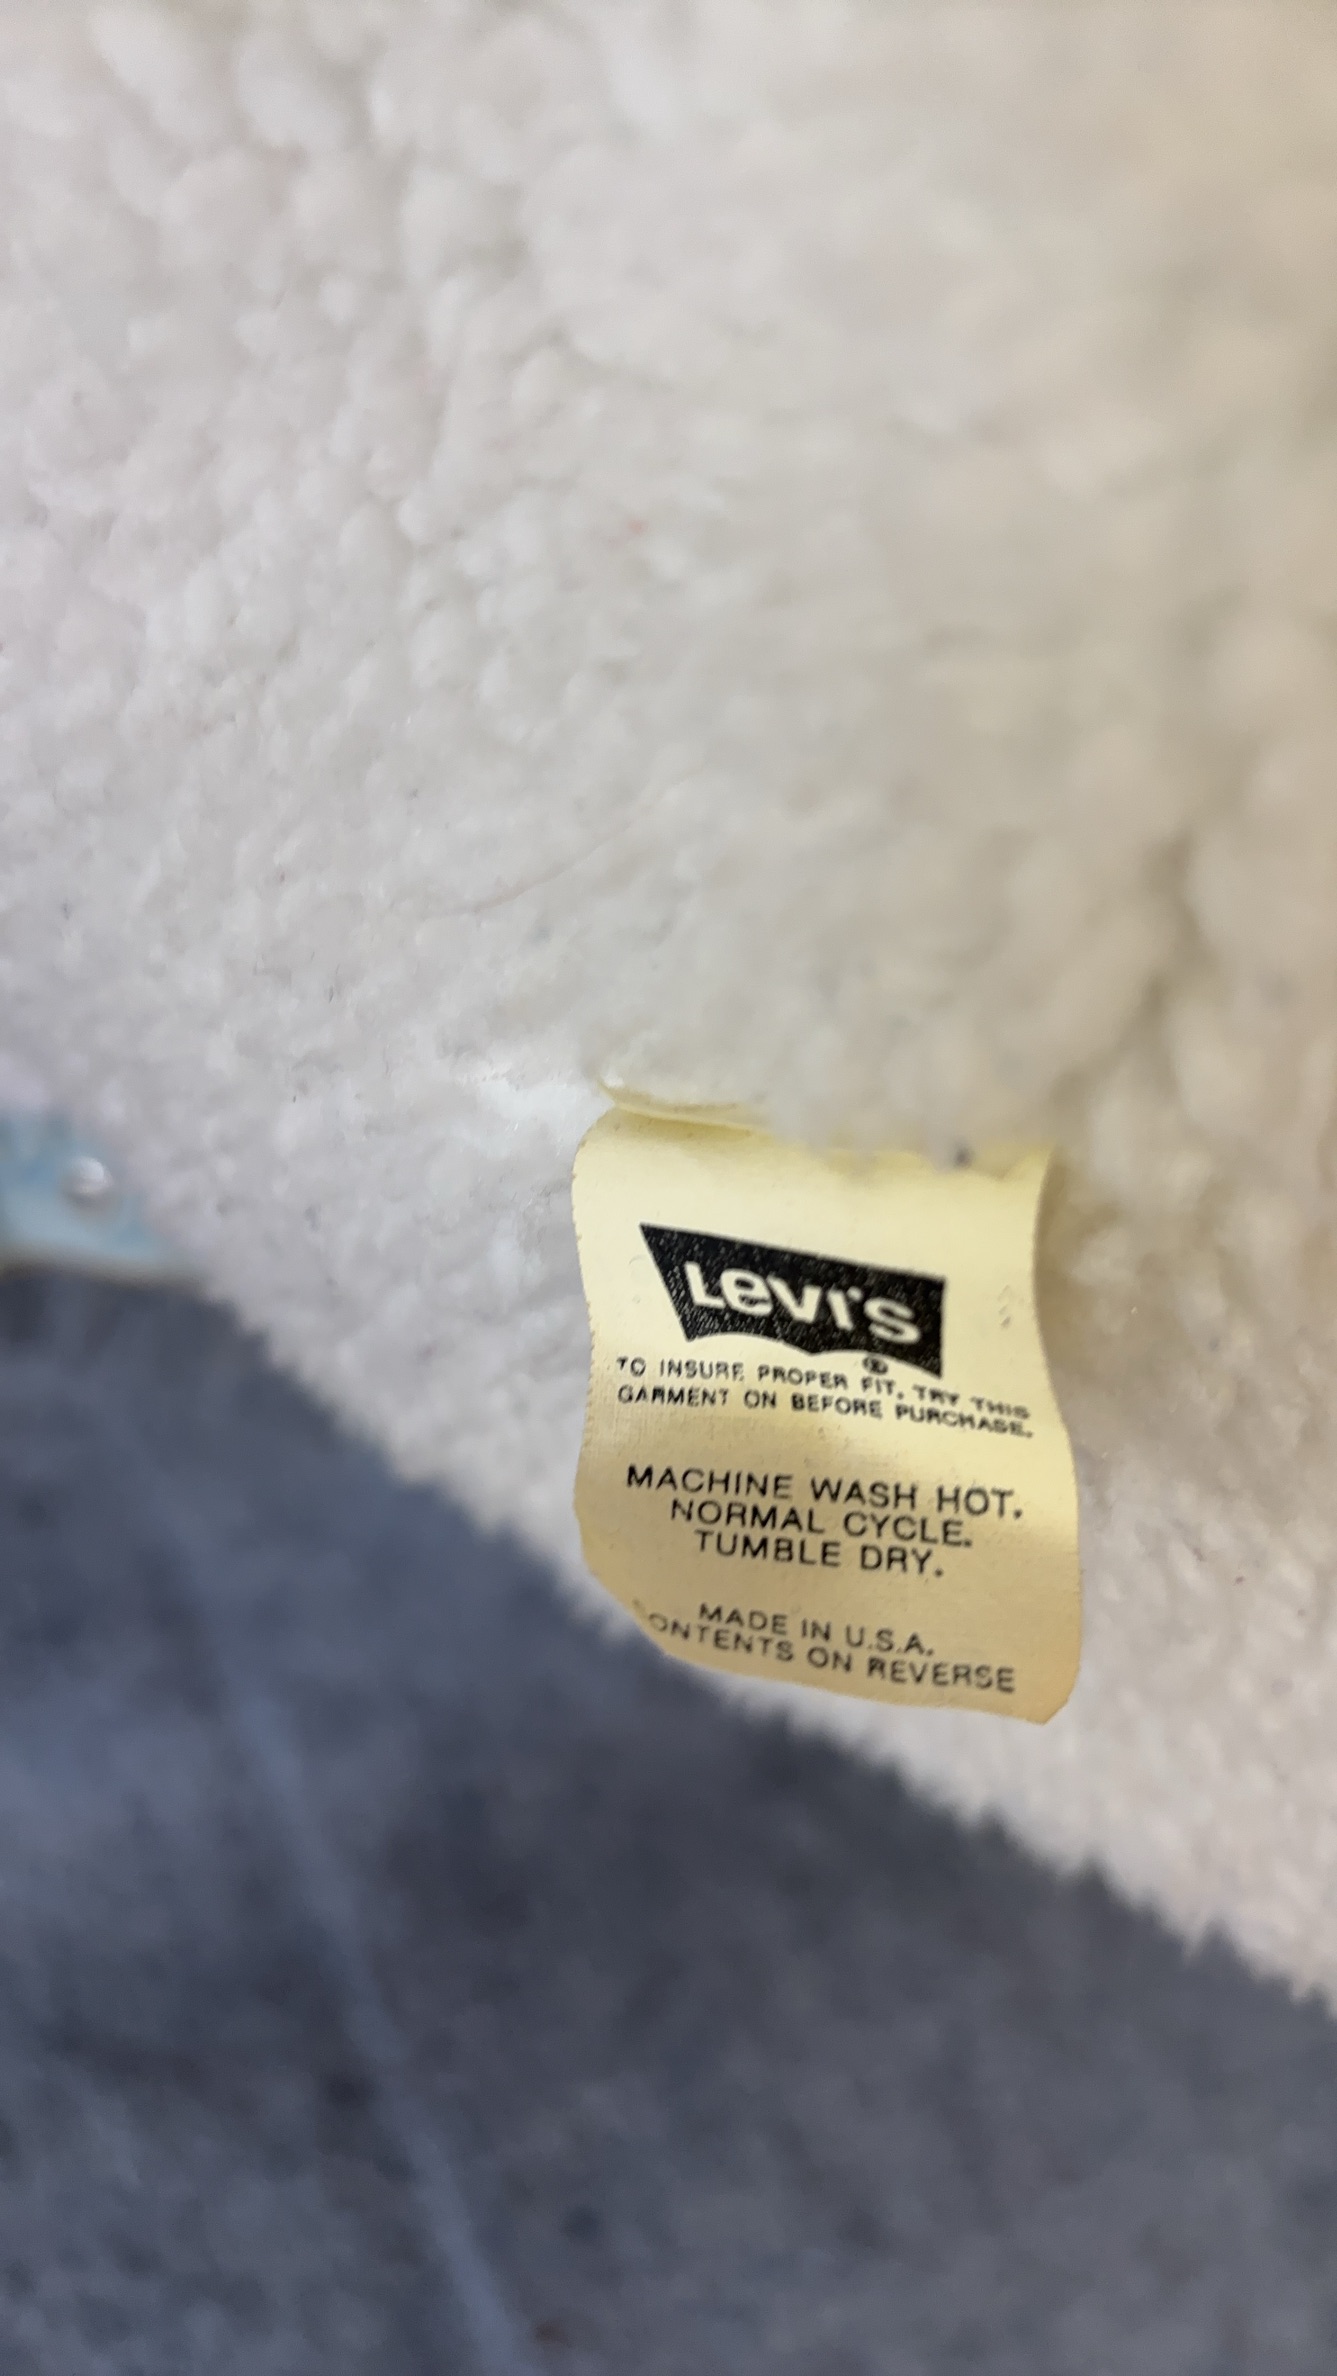 Levi's
®
TO INSURE PROPER FIT, TRY THIS
GARMENT ON BEFORE PURCHASE.
MACHINE WASH HOT.
NORMAL CYCLE.
TUMBLE DRY.
MADE IN U.S.A.
ONTENTS ON REVERSE